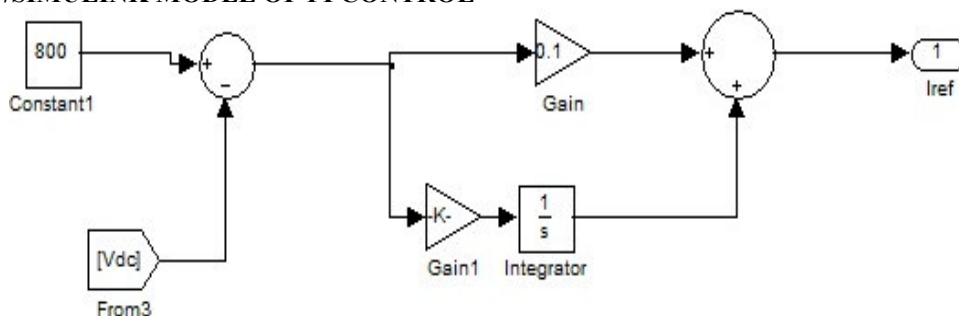 /SIMULINK MODEL OF PI CONTROL
800
Constant1
+
−
[Vdc]
From3
0.1
Gain
-K-
Gain1
1
s
Integrator
+
+
1
Iref